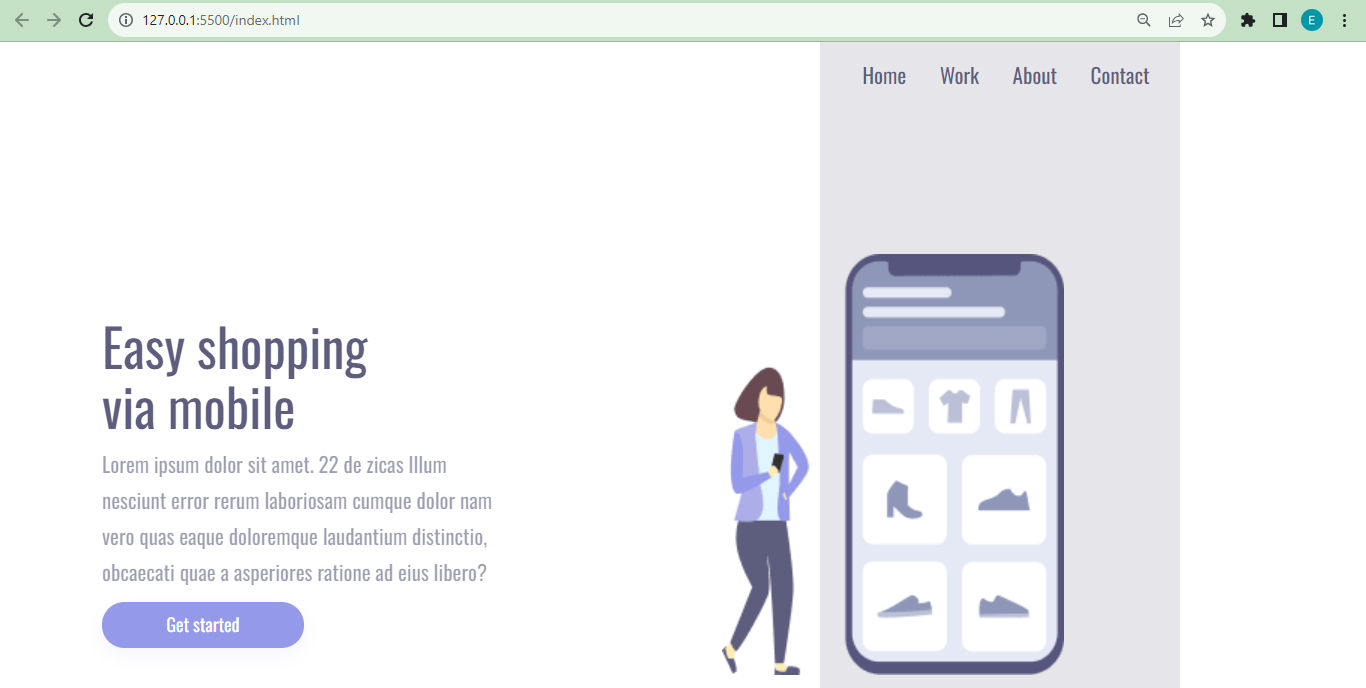 127.0.0.1:5500/index.html
E
Home Work About Contact
Easy shopping
via mobile
Lorem ipsum dolor sit amet. 22 de zicas Illum
nesciunt error rerum laboriosam cumque dolor nam
vero quas eaque doloremque laudantium distinctio,
obcaecati quae a asperiores ratione ad eius libero?
Get started